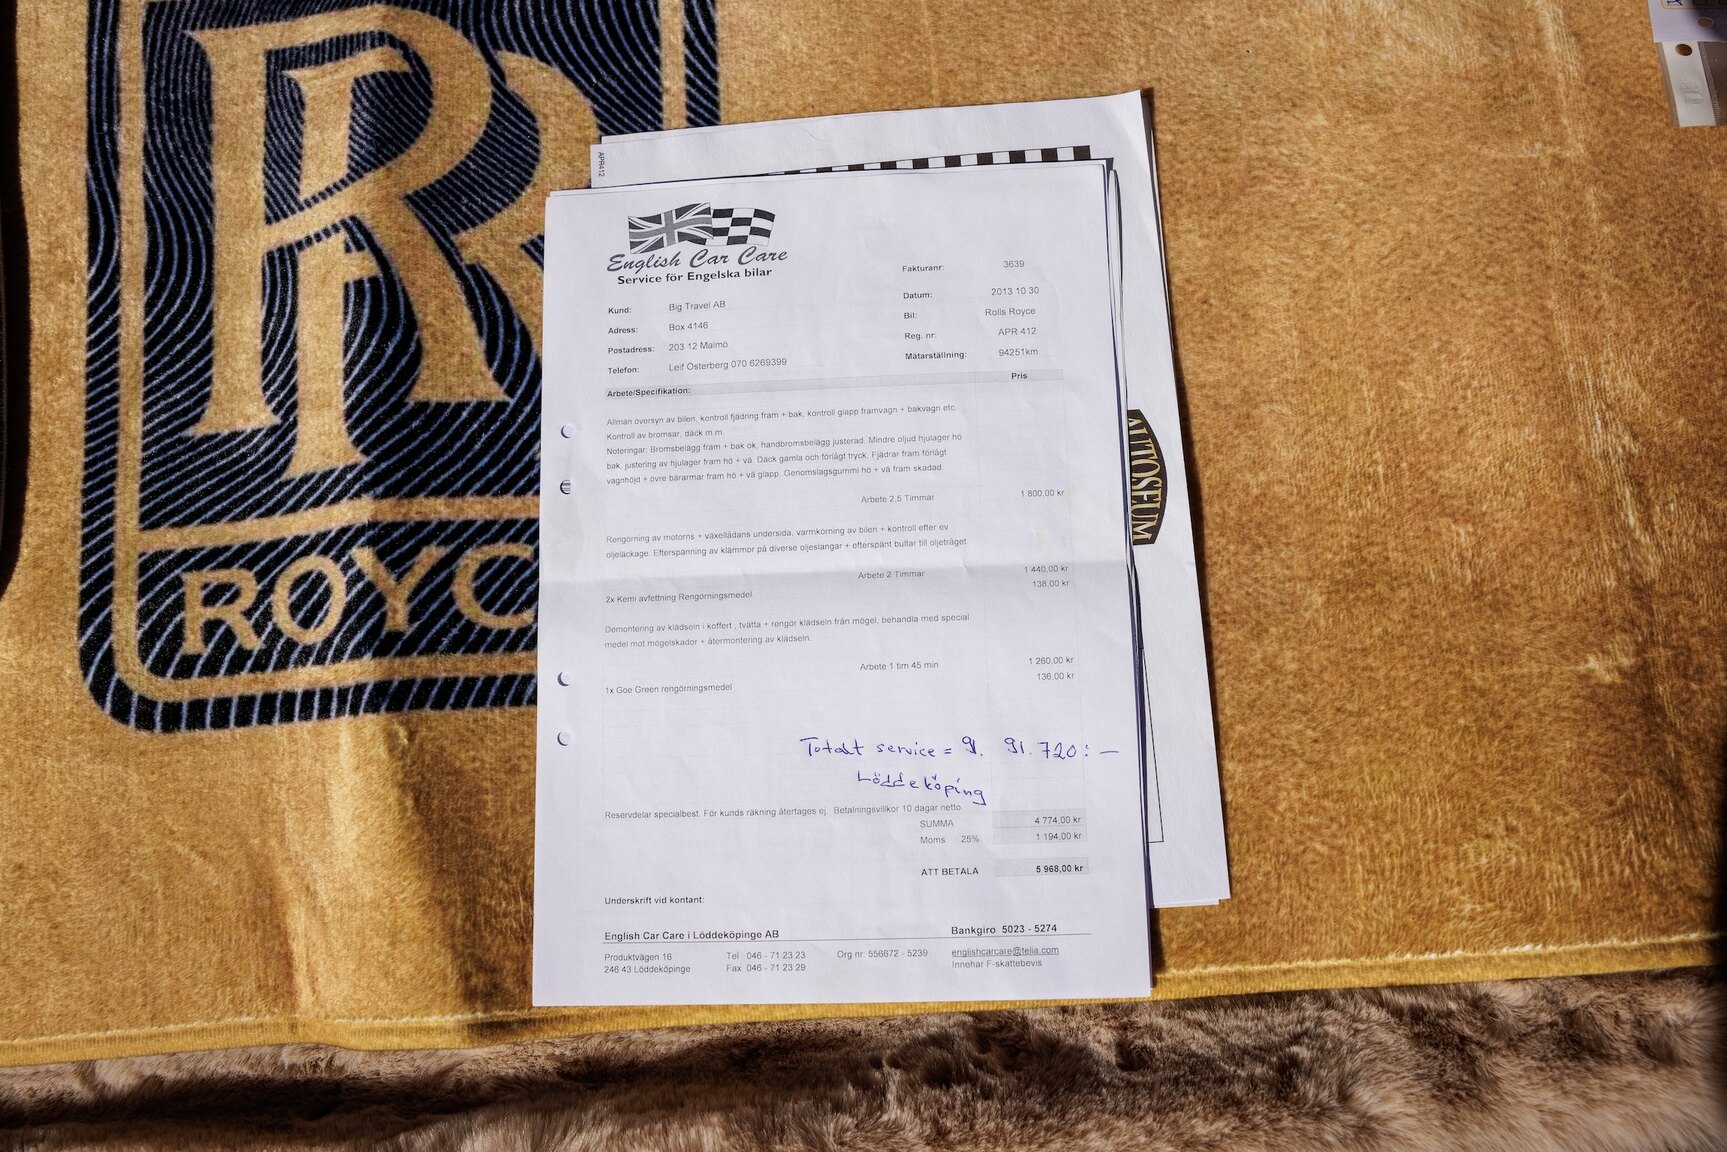 R
ROYC
APR412
English Car Care
Service för Engelska bilar
Fakturanr: 3639
Kund: Big Travel AB
Datum: 2013 10 30
Adress: Box 4146
Bil: Rolls Royce
Postadress: 203 12 Malmö
Reg. nr: APR 412
Telefon: Leif Osterberg 070 6269399
Mätarställning: 94251km
Arbete/Specifikation: Pris
Allmän översyn av bilen, kontroll fjädring fram + bak, kontroll glapp framvagn + bakvagn etc
Kontroll av bromsar, däck m.m.
Noteringar. Bromsbelägg fram + bak ok, handbromsbelägg justerad. Mindre oljud hjulager hö
bak, justering av hjulager fram hö + vä. Däck gamla och förlågt tryck. Fjädrar fram förlågt
vagnhöjd + övre bärarmar fram hö + vä glapp. Genomslagsgummi hö + vä fram skadad.
Arbete 2,5 Timmar 1 800,00 kr
Rengörning av motorns + växellådans undersida, varmkörning av bilen + kontroll efter ev
oljeläckage. Efterspänning av klämmor på diverse oljeslangar + efterspänt bultar till oljetråget.
Arbete 2 Timmar 1 440,00 kr
2x Kemi avfettning Rengörningsmedel. 138,00 kr
Demontering av klädseln i koffert , tvätta + rengör klädseln från mögel, behandla med special
medel mot mögelskador + återmontering av klädseln.
Arbete 1 tim 45 min 1 260,00 kr
1x Goe Green rengörningsmedel 136,00 kr
Totalt service = 91.720:—
Löddeköping
Reservdelar specialbest. För kunds räkning återtages ej. Betalningsvillkor 10 dagar netto.
SUMMA 4 774,00 kr
Moms 25% 1 194,00 kr
ATT BETALA 5 968,00 kr
Underskrift vid kontant:
English Car Care i Löddeköpinge AB Bankgiro 5023 - 5274
Produktvägen 16 Tel 046 - 71 23 23 Org nr: 556672 - 5239 englishcarcare@telia.com
246 43 Löddeköpinge Fax 046 - 71 23 29 Innehar F-skattebevis
AUTOSEUM